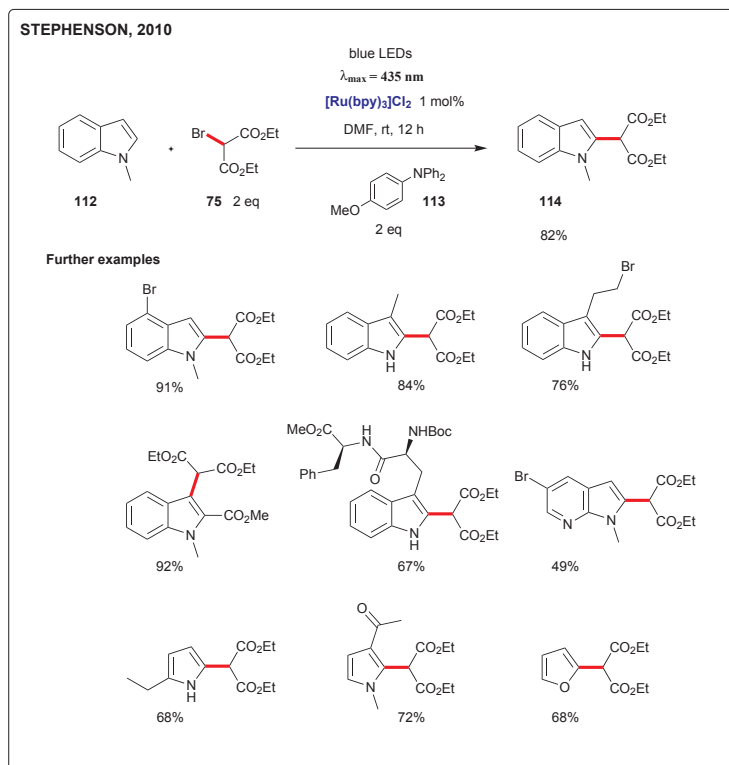 STEPHENSON, 2010
blue LEDs
λmax = 435 nm
[Ru(bpy)3]Cl2 1 mol%
DMF, rt, 12 h
N
112
+
Br
CO2Et
CO2Et
75 2 eq
NPh2
MeO
113
2 eq
N
CO2Et
CO2Et
114
82%
Further examples
Br
N
CO2Et
CO2Et
91%
N
H
CO2Et
CO2Et
84%
Br
N
H
CO2Et
CO2Et
76%
EtO2C
CO2Et
CO2Me
N
92%
MeO2C
H
N
O
NHBoc
Ph
N
H
CO2Et
CO2Et
67%
Br
N
N
CO2Et
CO2Et
49%
N
H
CO2Et
CO2Et
68%
O
N
CO2Et
CO2Et
72%
O
CO2Et
CO2Et
68%